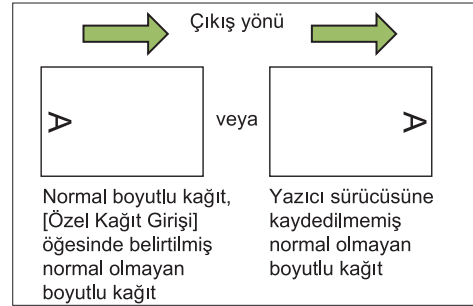 Çıkış yönü
A
veya
A
Normal boyutlu kağıt,
[Özel Kağıt Girişi]
öğesinde belirtilmiş
normal olmayan
boyutlu kağıt
Yazıcı sürücüsüne
kaydedilmemiş
normal olmayan
boyutlu kağıt